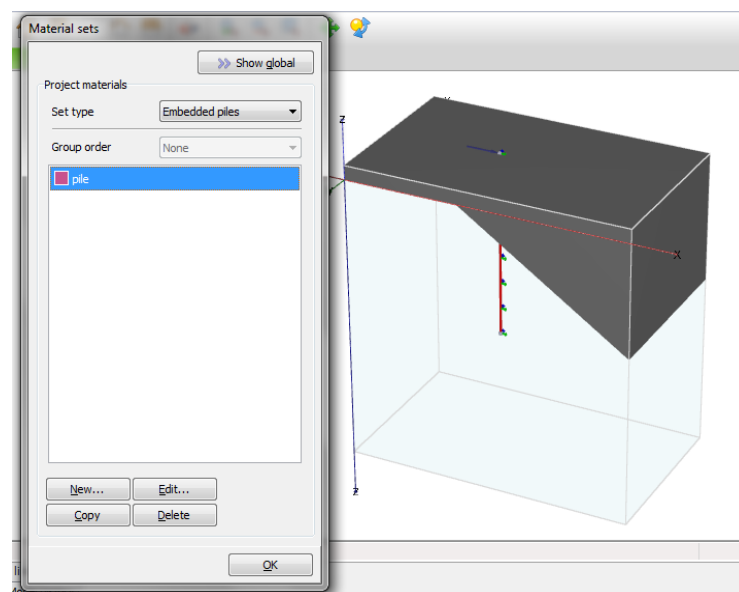 Material sets
Show global
Project materials
Set type
Embedded piles
Group order
None
pile
New...
Edit...
Copy
Delete
OK
z
x
z